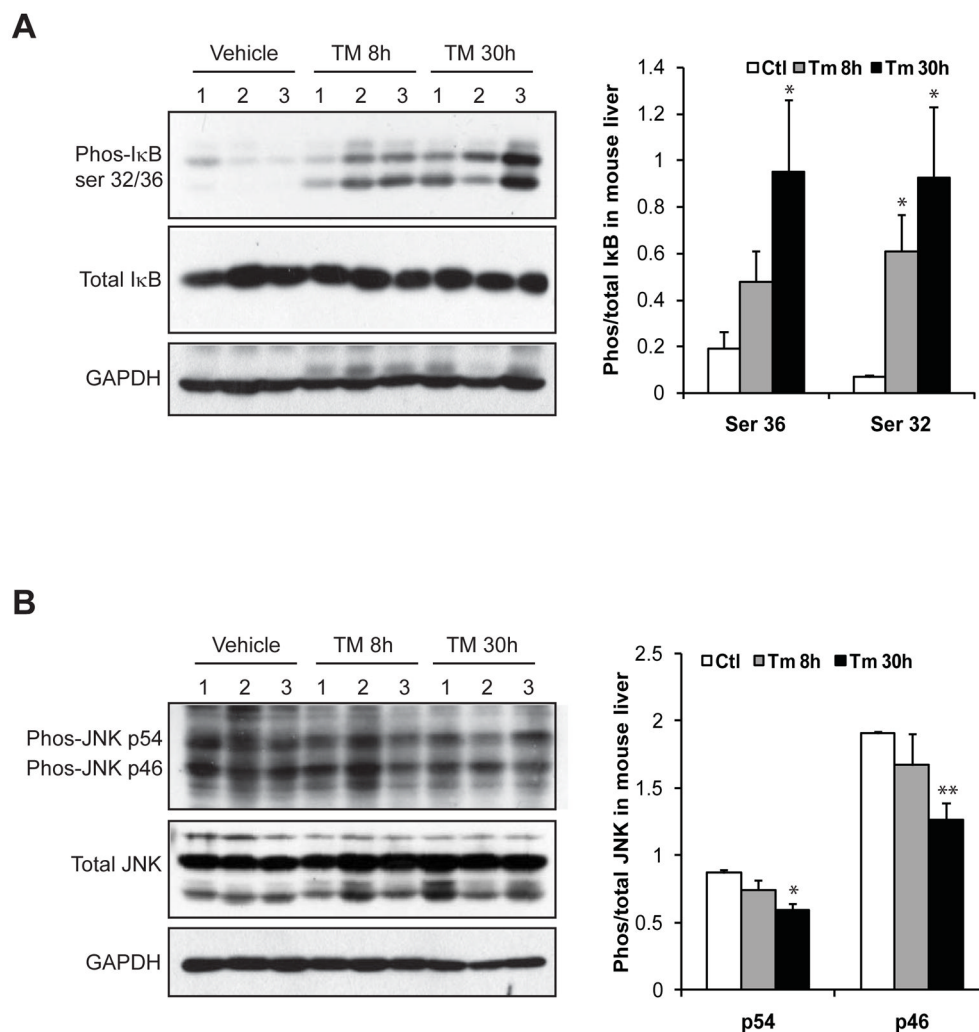 A
Vehicle TM 8h TM 30h
1 2 3 1 2 3 1 2 3
Phos-IκB
ser 32/36
Total IκB
GAPDH
Phos/total IκB in mouse liver
Ctl Tm 8h Tm 30h
1.4
1.2
1
0.8
0.6
0.4
0.2
0
* * *
Ser 36 Ser 32
B
Vehicle TM 8h TM 30h
1 2 3 1 2 3 1 2 3
Phos-JNK p54
Phos-JNK p46
Total JNK
GAPDH
Phos/total JNK in mouse liver
Ctl Tm 8h Tm 30h
2.5
2
1.5
1
0.5
0
* **
p54 p46